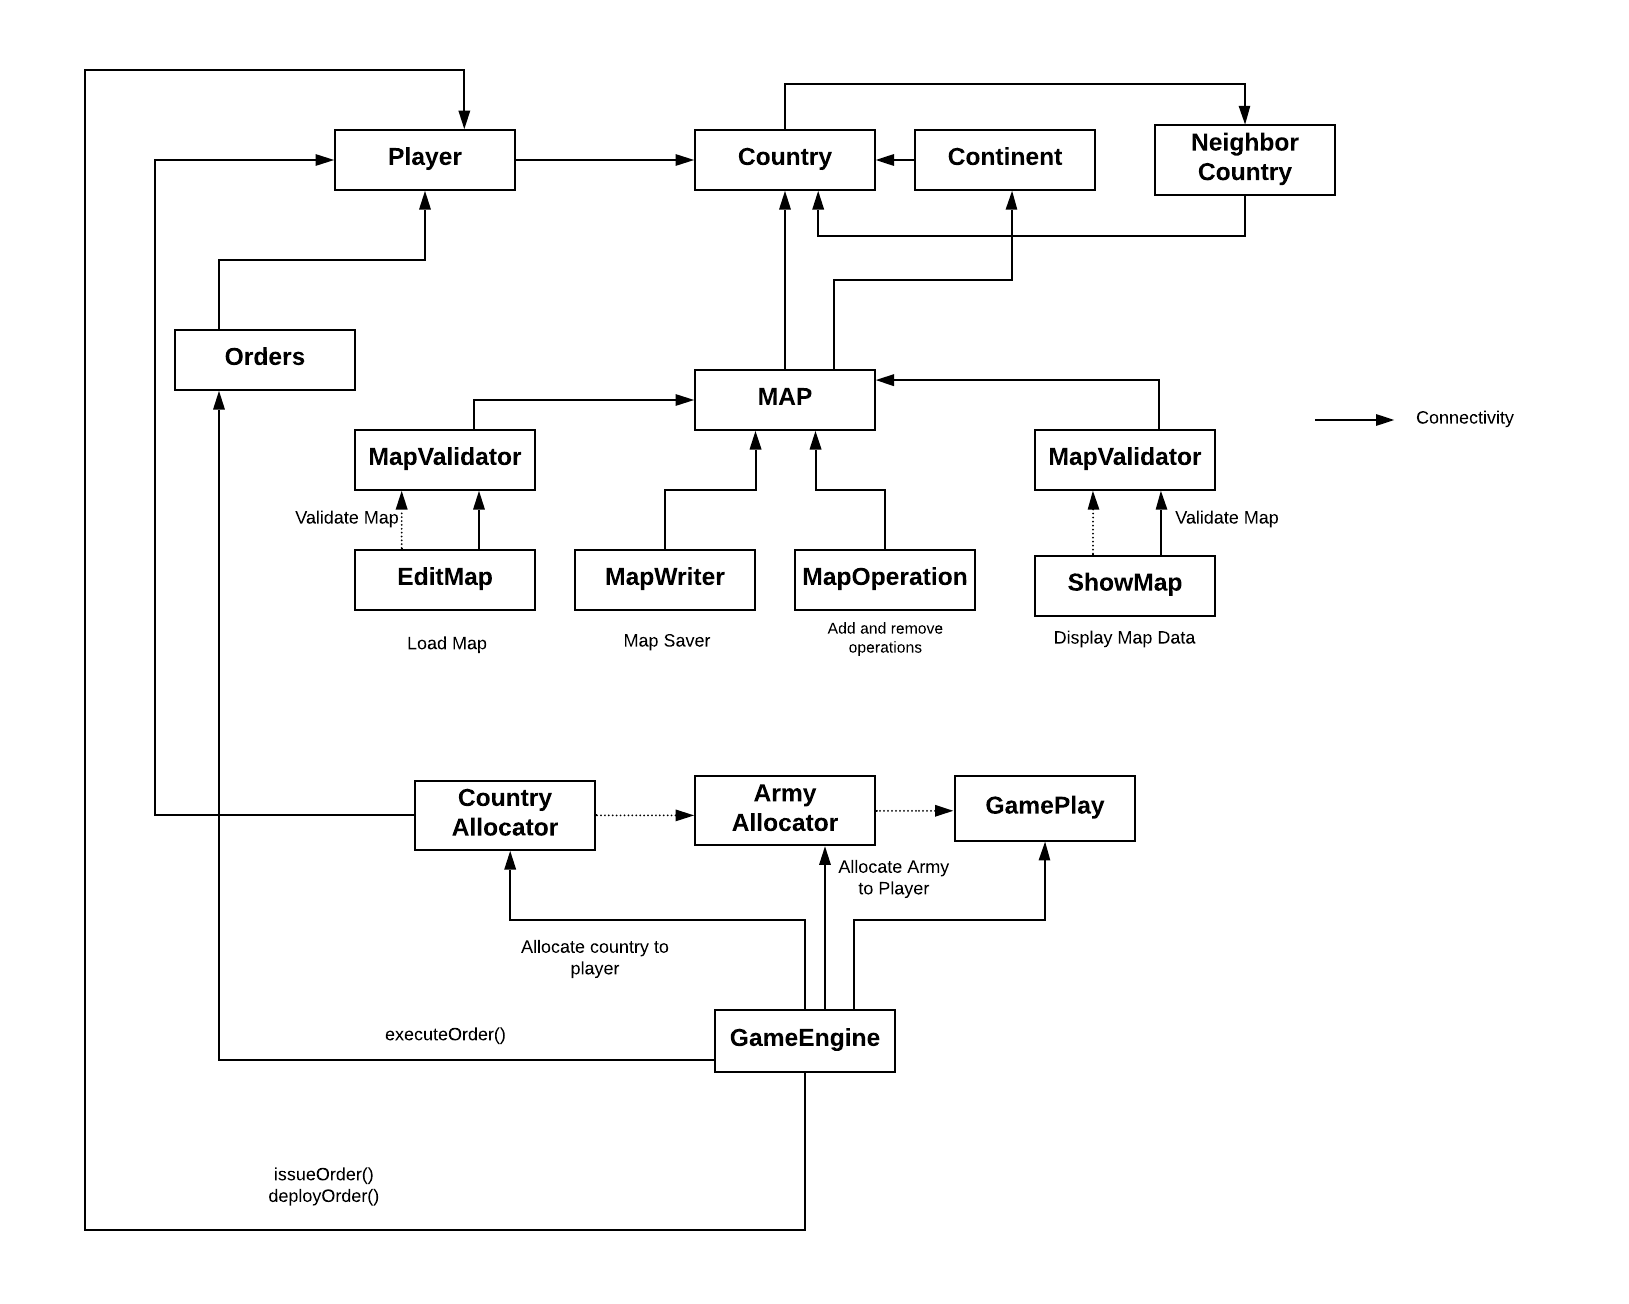 Player
Country
Continent
Neighbor
Country
Orders
MAP
Connectivity
MapValidator
MapValidator
Validate Map
Validate Map
EditMap
MapWriter
MapOperation
ShowMap
Load Map
Map Saver
Add and remove
operations
Display Map Data
Country
Allocator
Army
Allocator
GamePlay
Allocate Army
to Player
Allocate country to
player
executeOrder()
GameEngine
issueOrder()
deployOrder()